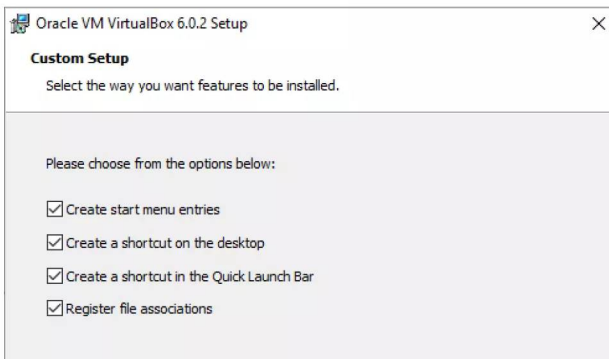 Oracle VM VirtualBox 6.0.2 Setup
Custom Setup
Select the way you want features to be installed.
Please choose from the options below:
Create start menu entries
Create a shortcut on the desktop
Create a shortcut in the Quick Launch Bar
Register file associations